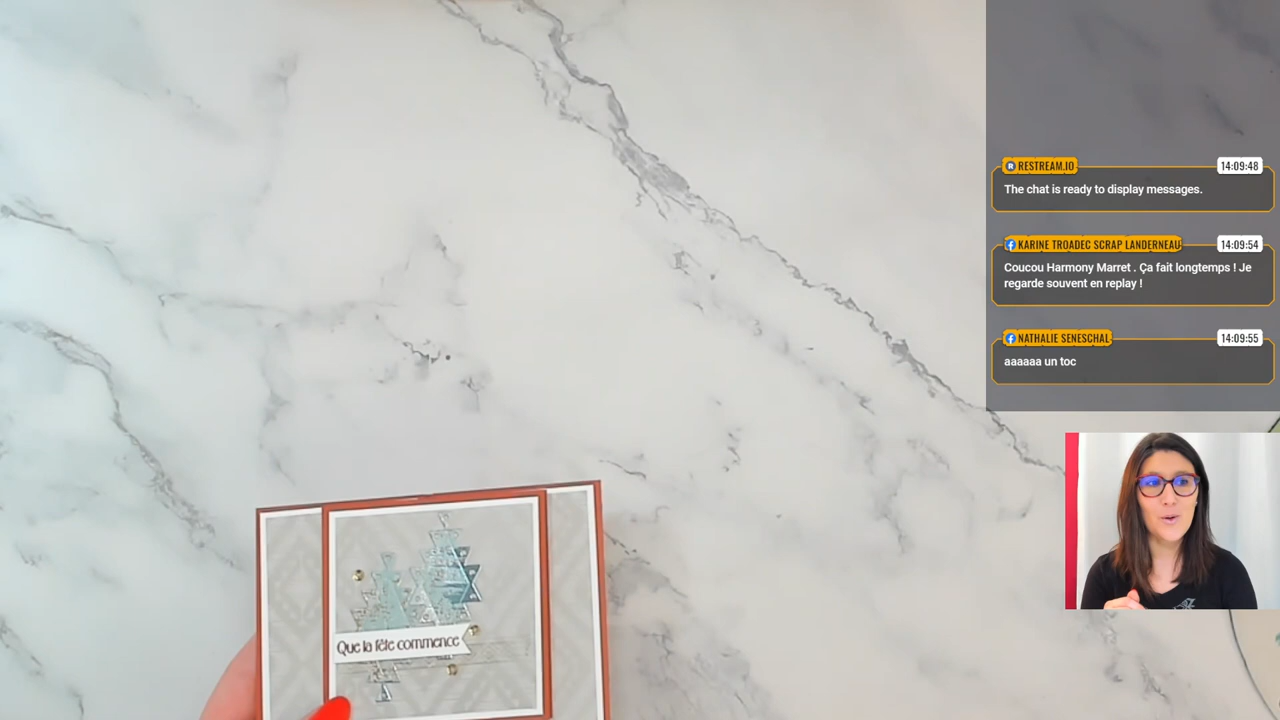 RESTREAM.IO
14:09:48
The chat is ready to display messages.
KARINE TROADEC SCRAP LANDERNEAU
14:09:54
Coucou Harmony Marret . Ça fait longtemps ! Je
regarde souvent en replay !
NATHALIE SENESCHAL
14:09:55
aaaaaa un toc
Que la fête commence